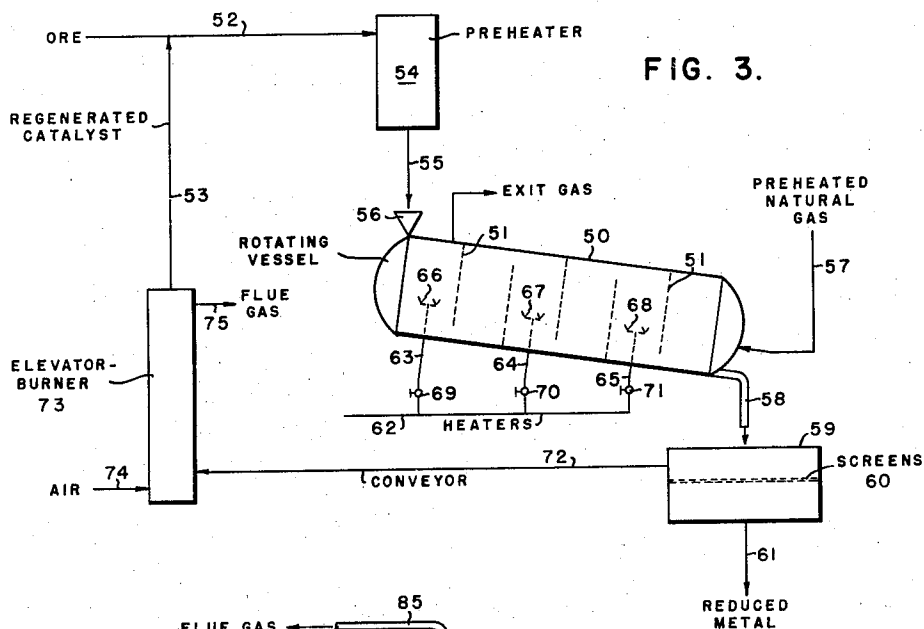 ORE
52
PREHEATER
54
FIG. 3.
REGENERATED
CATALYST
53
55
EXIT GAS
56
51
50
51
PREHEATED
NATURAL
GAS
57
ROTATING
VESSEL
66
67
68
FLUE
GAS
75
63
64
65
69
70
71
62
HEATERS
58
59
ELEVATOR-
BURNER
73
72
CONVEYOR
SCREENS
60
AIR
74
61
REDUCED
METAL
85
FLUE GAS